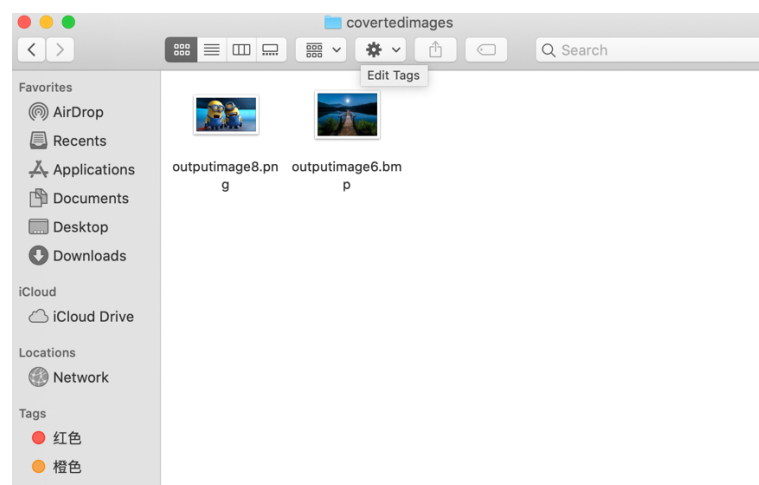 covertedimages
Search
Edit Tags
Favorites
AirDrop
Recents
Applications
Documents
Desktop
Downloads
iCloud
iCloud Drive
Locations
Network
Tags
红色
橙色
outputimage8.pn
g
outputimage6.bm
p